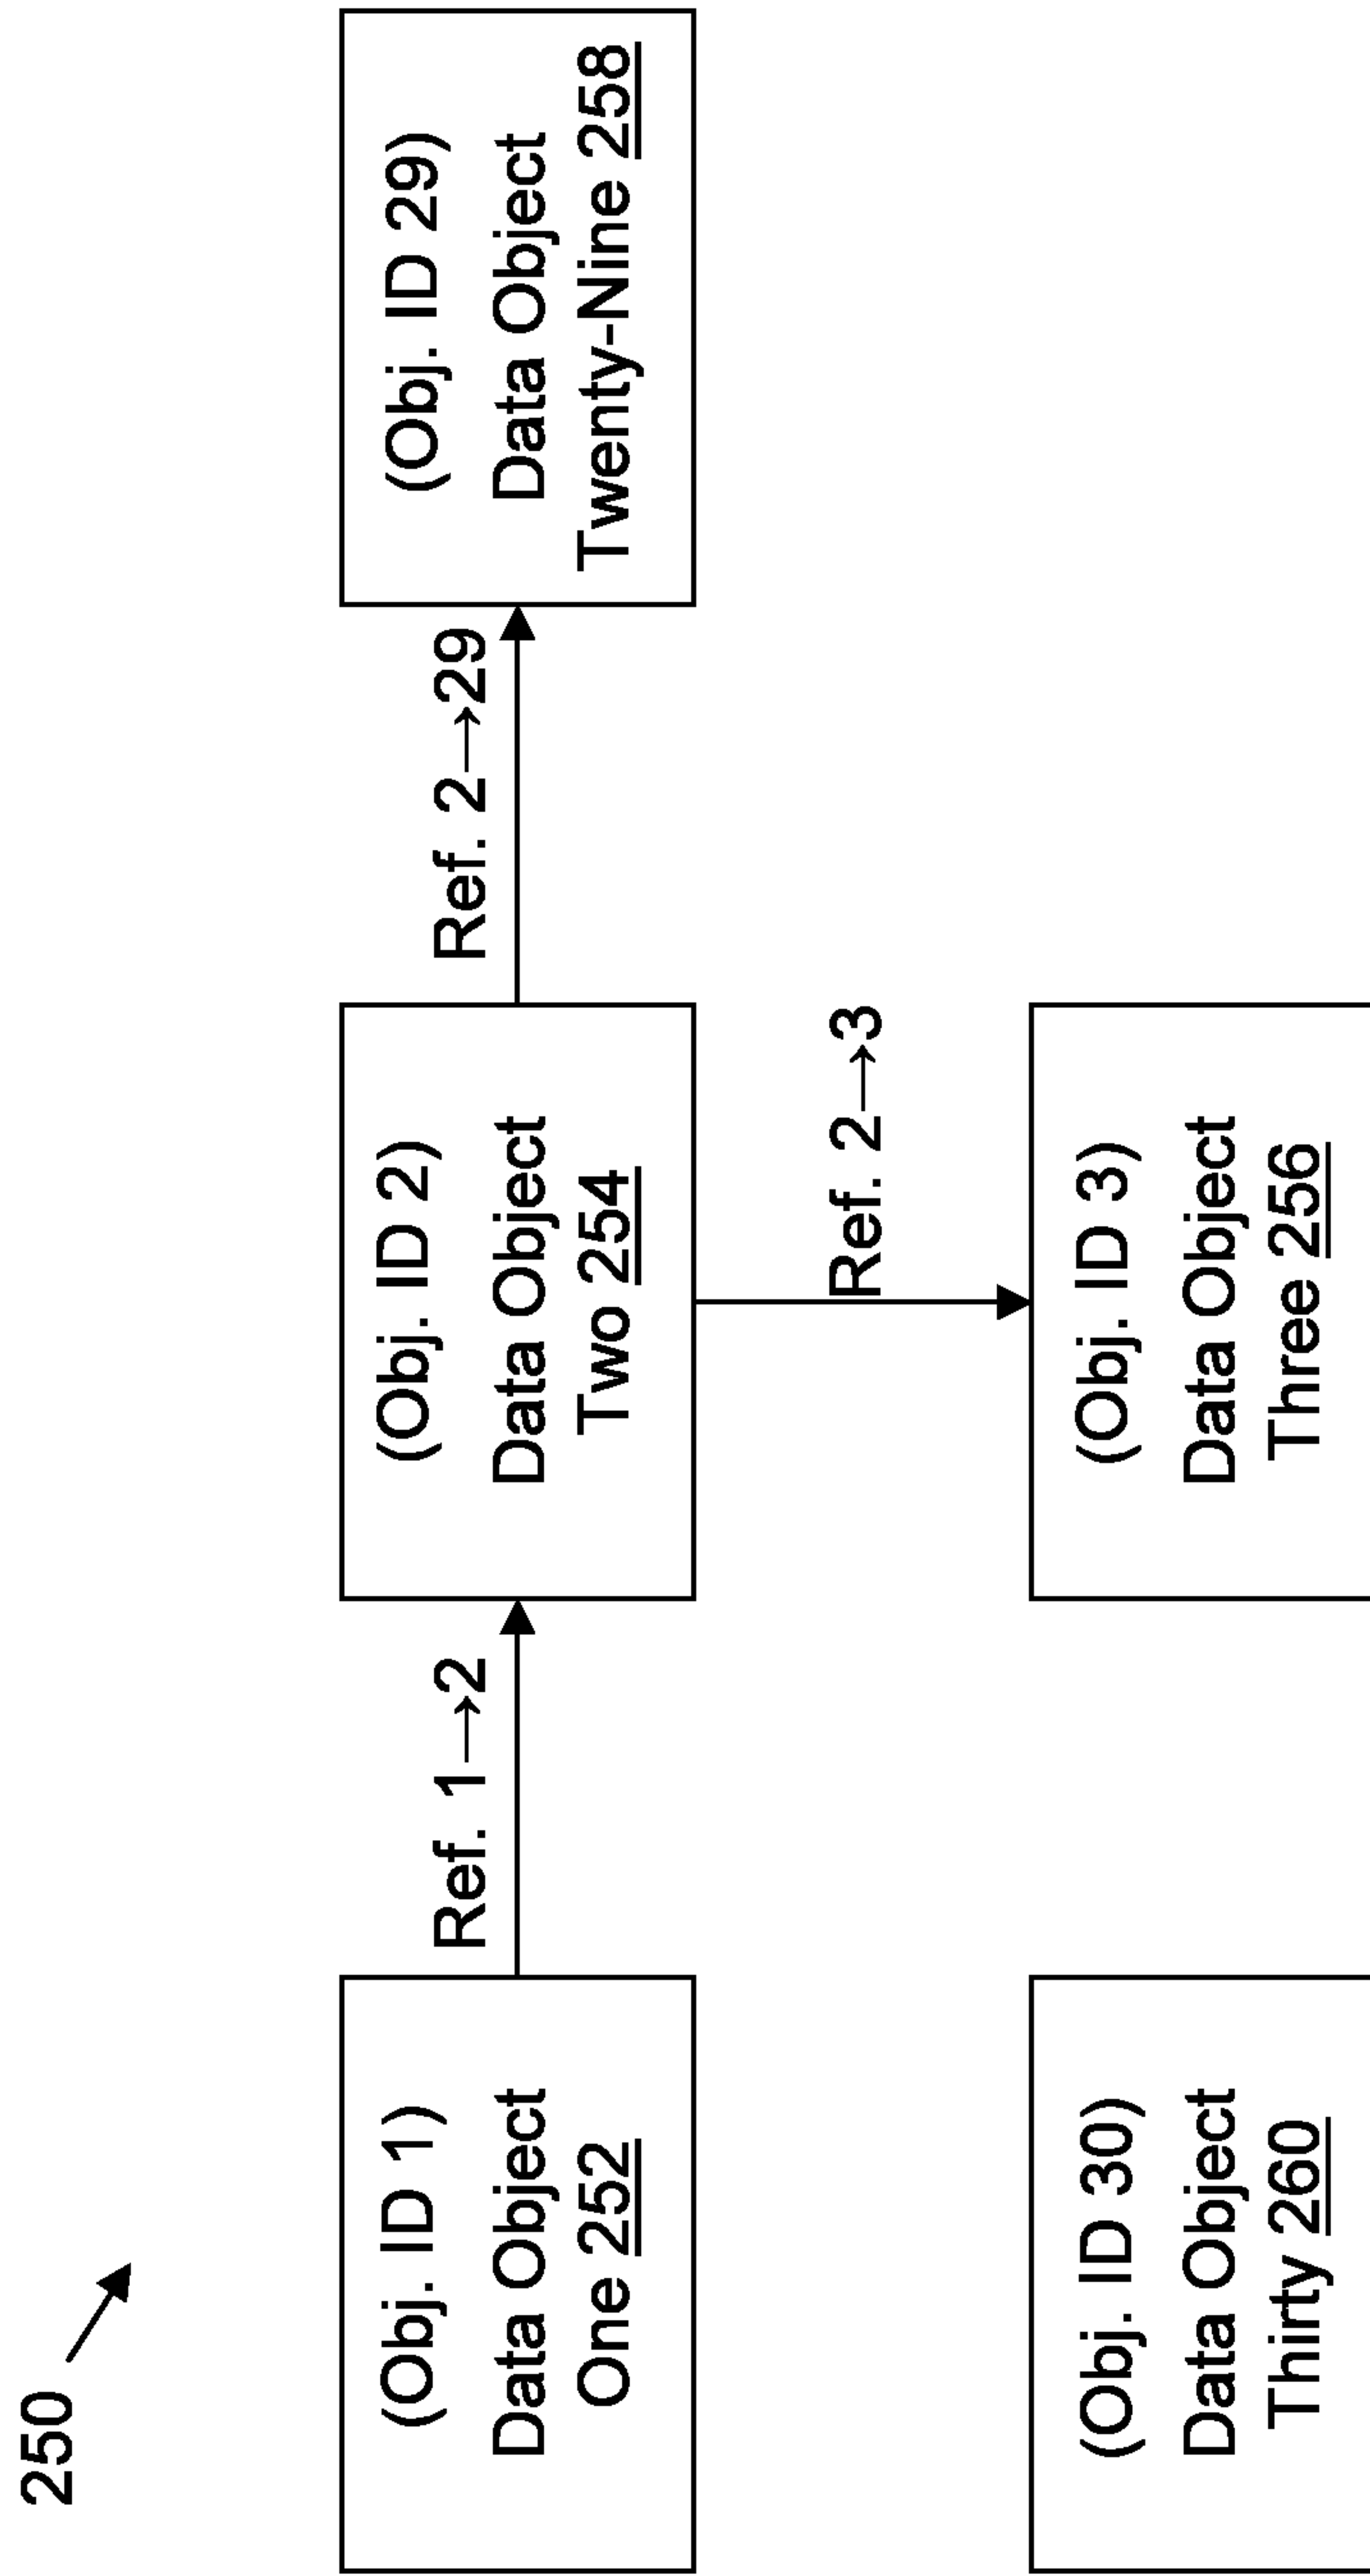 250
(Obj. ID 1)
Data Object
One 252
Ref. 1→2
(Obj. ID 2)
Data Object
Two 254
Ref. 2→29
(Obj. ID 29)
Data Object
Twenty-Nine 258
Ref. 2→3
(Obj. ID 30)
Data Object
Thirty 260
(Obj. ID 3)
Data Object
Three 256